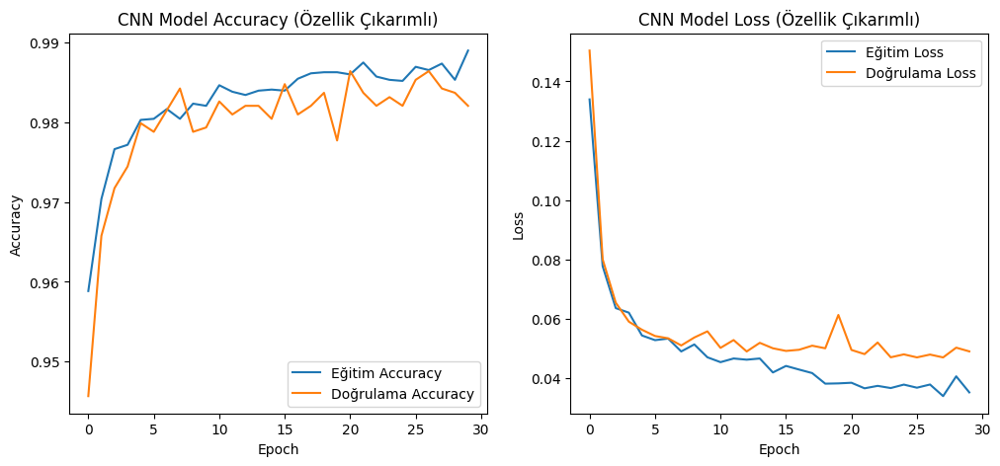 CNN Model Accuracy (Özellik Çıkarımlı)
0.99
0.98
0.97
0.96
0.95
Accuracy
0 5 10 15 20 25 30
Epoch
Eğitim Accuracy
Doğrulama Accuracy
CNN Model Loss (Özellik Çıkarımlı)
0.14
0.12
0.10
0.08
0.06
0.04
Loss
0 5 10 15 20 25 30
Epoch
Eğitim Loss
Doğrulama Loss